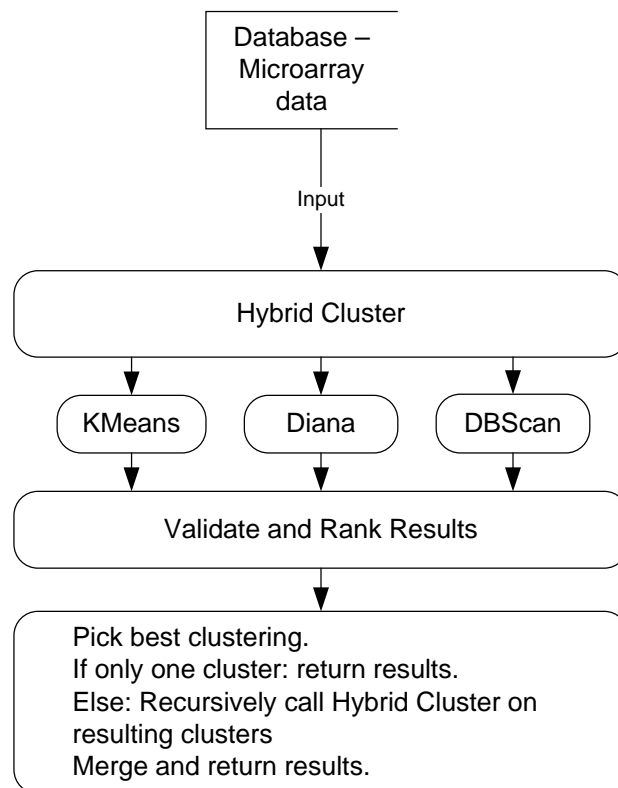 Database –
Microarray
data
Input
Hybrid Cluster
KMeans
Diana
DBScan
Validate and Rank Results
Pick best clustering.
If only one cluster: return results.
Else: Recursively call Hybrid Cluster on
resulting clusters
Merge and return results.